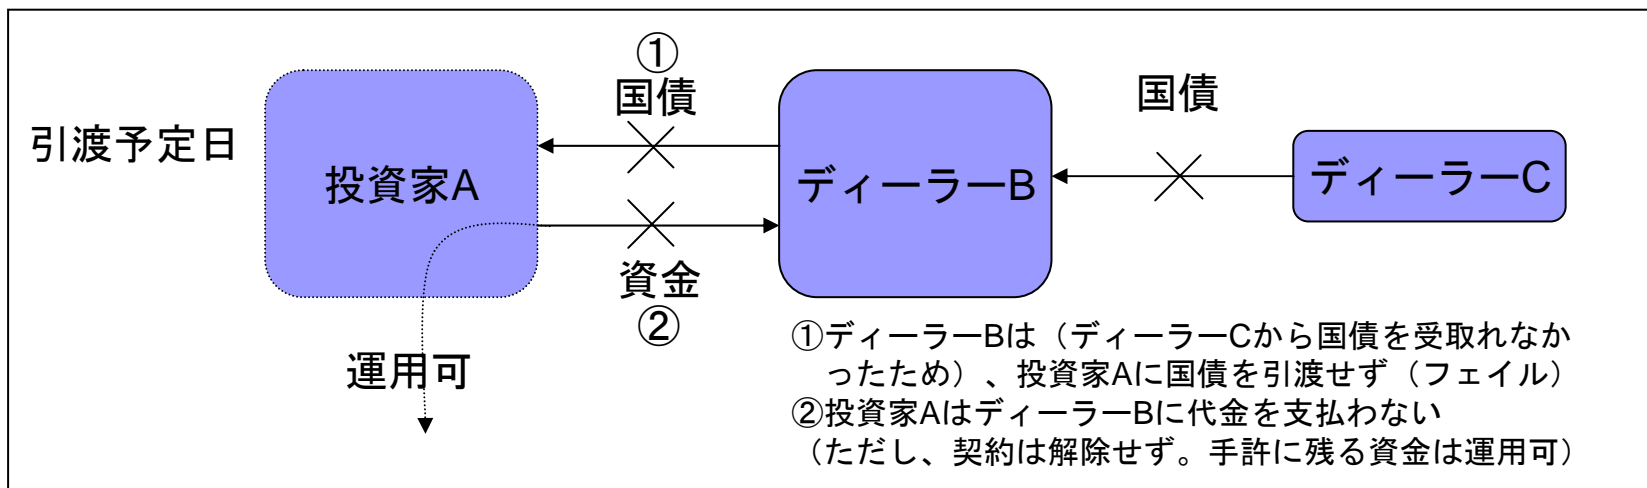 ①
国債
国債
引渡予定日
投資家A
ディーラーB
ディーラーC
資金
②
運用可
①ディーラーBは（ディーラーCから国債を受取れなか
ったため）、投資家Aに国債を引渡せず（フェイル）
②投資家AはディーラーBに代金を支払わない
（ただし、契約は解除せず。手許に残る資金は運用可）